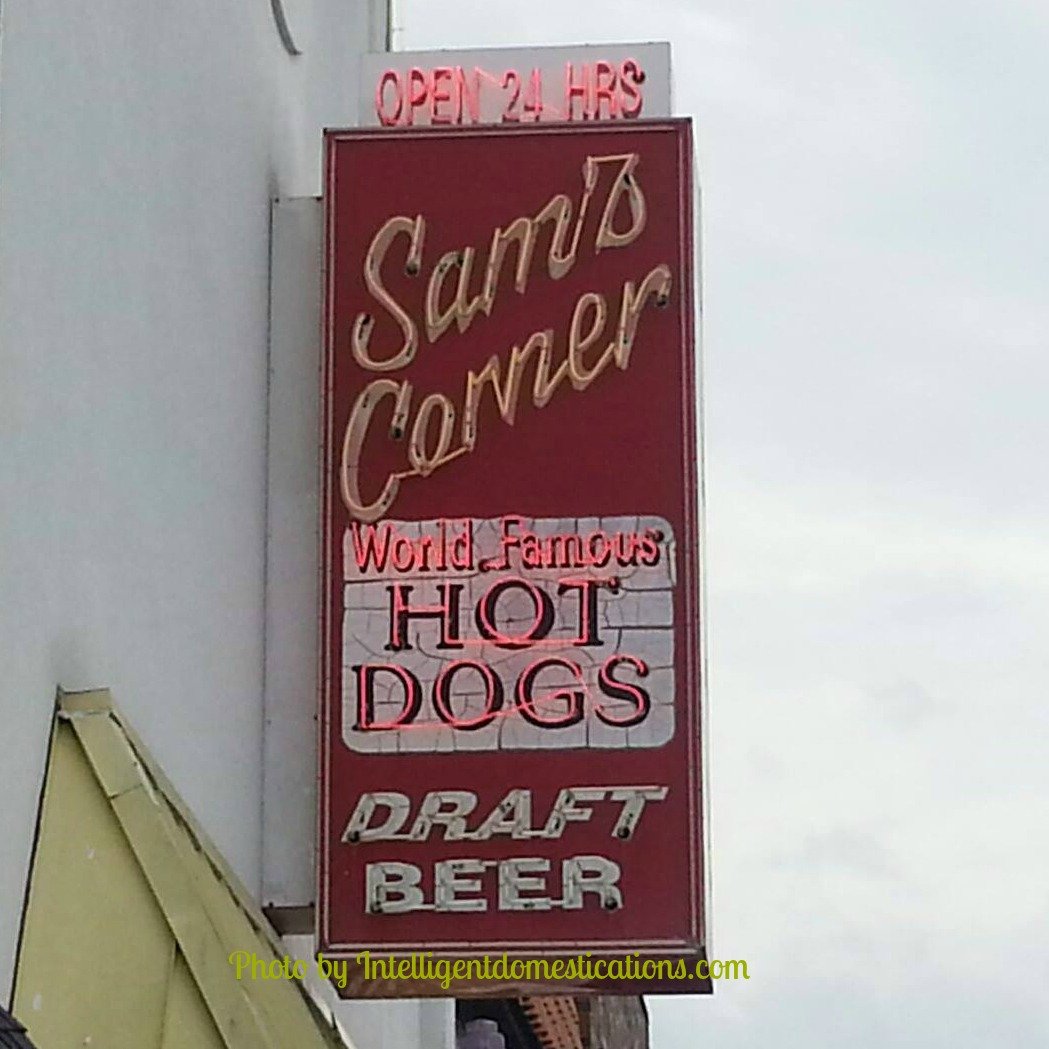 OPEN 24 HRS
Sam's
Corner
World Famous
HOT
DOGS
DRAFT
BEER
Photo by Intelligentdomestications.com